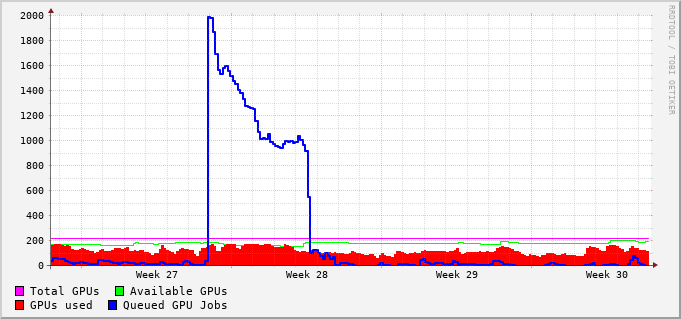 2000
1800
1600
1400
1200
1000
800
600
400
200
0
Week 27 Week 28 Week 29 Week 30
Total GPUs Available GPUs
GPUs used Queued GPU Jobs
RRDTOOL / TOBI OETIKER